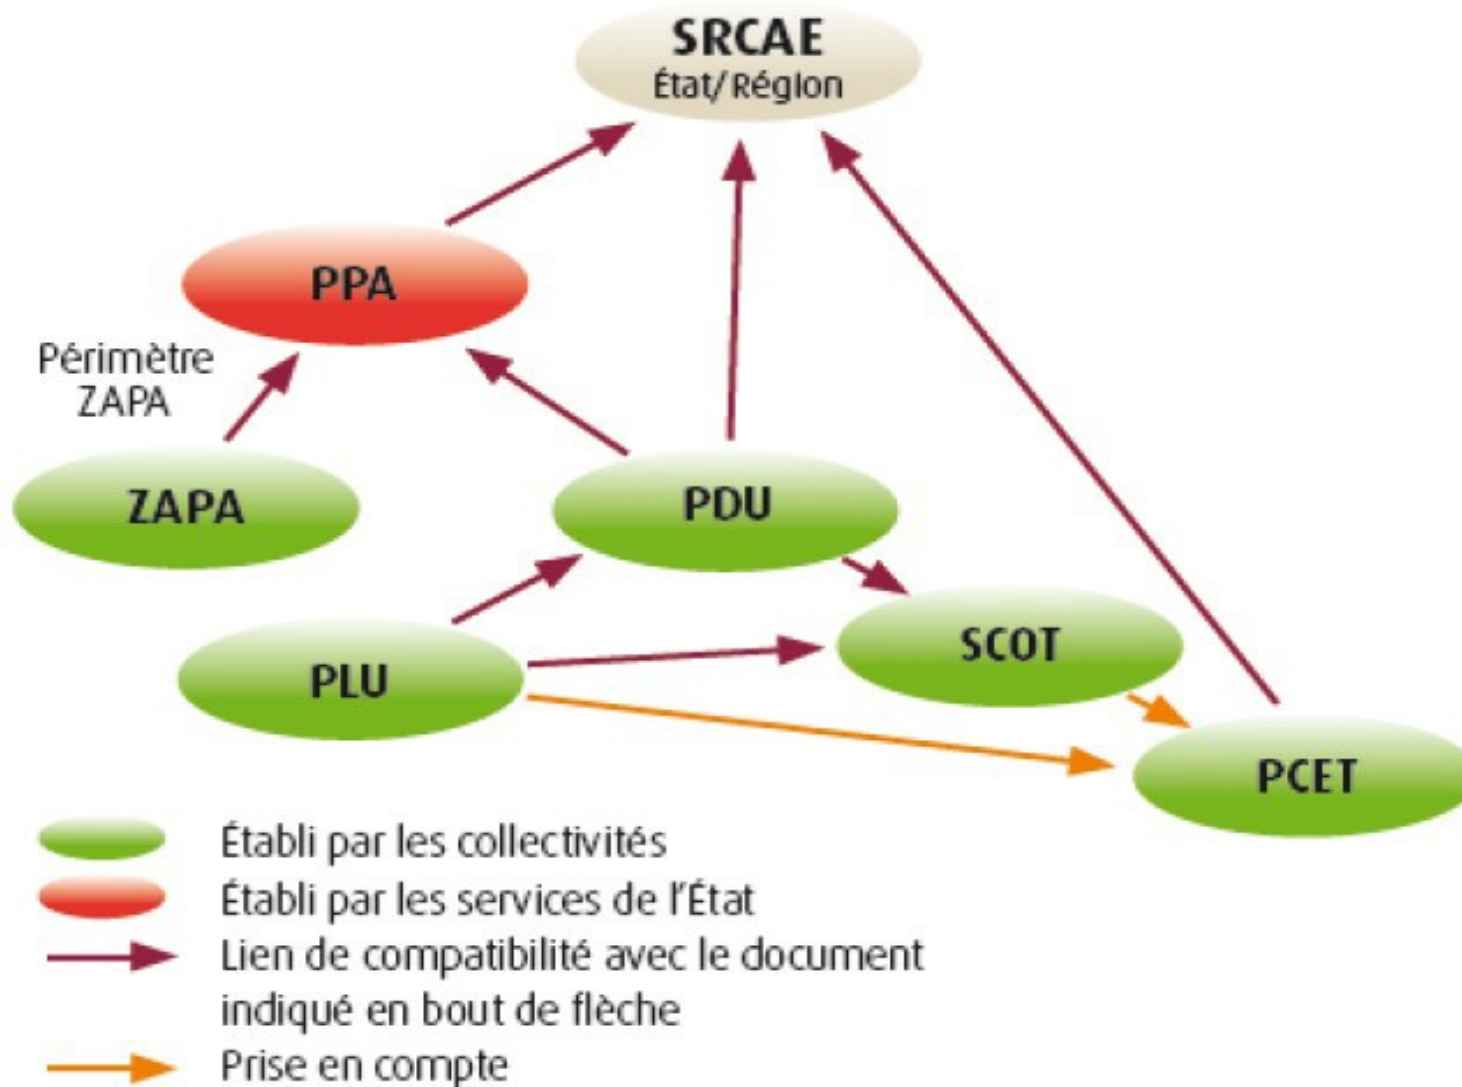 SRCAE
État/Région
PPA
Périmètre
ZAPA
ZAPA
PDU
SCOT
PLU
PCET
Établi par les collectivités
Établi par les services de l'État
Lien de compatibilité avec le document
indiqué en bout de flèche
Prise en compte